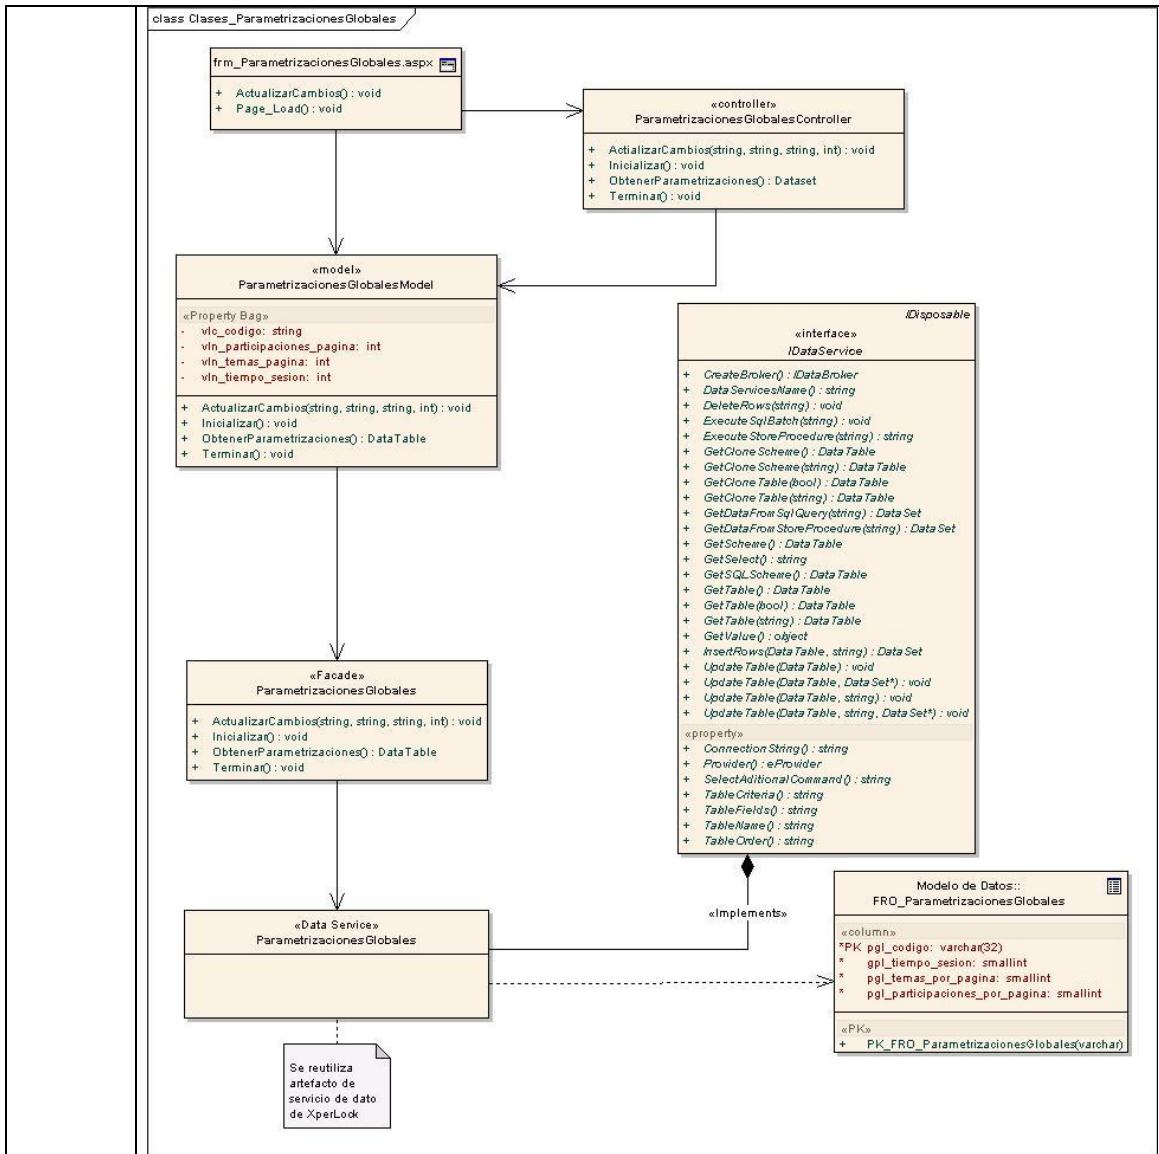 class Clases_ParametrizacionesGlobales
frm_ParametrizacionesGlobales.aspx
+ ActualizarCambios() : void
+ Page_Load() : void
«controller»
ParametrizacionesGlobalesController
+ ActializarCambios(string, string, string, int) : void
+ Inicializar() : void
+ ObtenerParametrizaciones() : Dataset
+ Terminar() : void
«model»
ParametrizacionesGlobalesModel
«Property Bag»
- vlc_codigo: string
- vln_participaciones_pagina: int
- vln_temas_pagina: int
- vln_tiempo_sesion: int
+ ActualizarCambios(string, string, string, int) : void
+ Inicializar() : void
+ ObtenerParametrizaciones() : DataTable
+ Terminar() : void
IDisposable
«interface»
IDataService
+ CreateBroker() : IDataBroker
+ DataServicesName() : string
+ DeleteRows(string) : void
+ ExecuteSqlBatch(string) : void
+ ExecuteStoreProcedure(string) : string
+ GetCloneScheme() : DataTable
+ GetCloneScheme(string) : DataTable
+ GetCloneTable(bool) : DataTable
+ GetCloneTable(string) : DataTable
+ GetDataFromSqlQuery(string) : DataSet
+ GetDataFromStoreProcedure(string) : DataSet
+ GetScheme() : DataTable
+ GetSelect() : string
+ GetSQLScheme() : DataTable
+ GetTable() : DataTable
+ GetTable(bool) : DataTable
+ GetTable(string) : DataTable
+ GetValue() : object
+ InsertRows(DataTable, string) : DataSet
+ UpdateTable(DataTable) : void
+ UpdateTable(DataTable, DataSet*) : void
+ UpdateTable(DataTable, string) : void
+ UpdateTable(DataTable, string, DataSet*) : void
«property»
+ ConnectionString() : string
+ Provider() : eProvider
+ SelectAditionalCommand() : string
+ TableCriteria() : string
+ TableFields() : string
+ TableName() : string
+ TableOrder() : string
«Facade»
ParametrizacionesGlobales
+ ActualizarCambios(string, string, string, int) : void
+ Inicializar() : void
+ ObtenerParametrizaciones() : DataTable
+ Terminar() : void
«Implements»
«Data Service»
ParametrizacionesGlobales
Modelo de Datos::
FRO_ParametrizacionesGlobales
«column»
*PK pgl_codigo: varchar(32)
* gpl_tiempo_sesion: smallint
* pgl_temas_por_pagina: smallint
* pgl_participaciones_por_pagina: smallint
«PK»
+ PK_FRO_ParametrizacionesGlobales(varchar)
Se reutiliza
artefacto de
servicio de dato
de XperLock